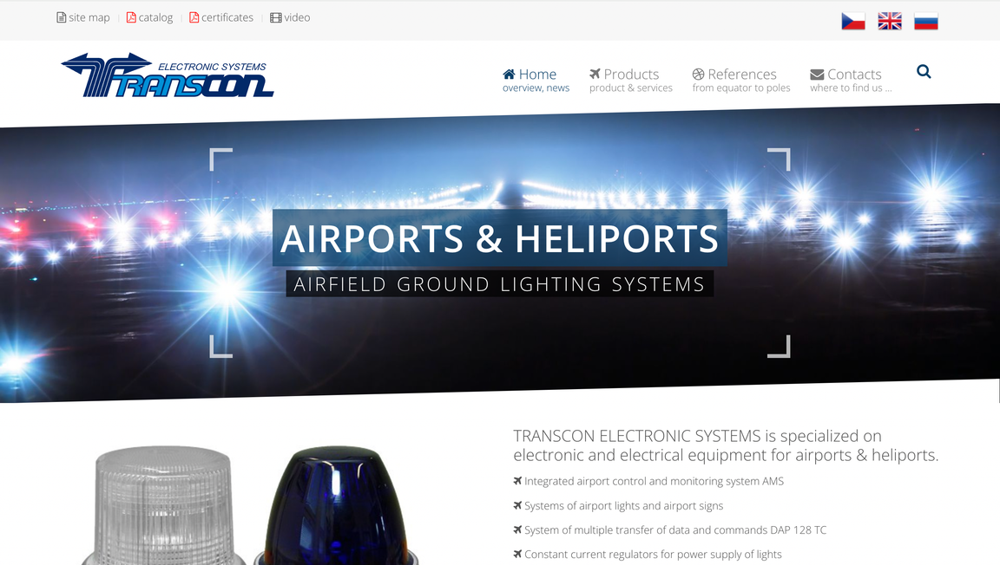 site map
catalog
certificates
video
ELECTRONIC SYSTEMS
TRANSCON
Home
overview, news
Products
product & services
References
from equator to poles
Contacts
where to find us ...
AIRPORTS & HELIPORTS
AIRFIELD GROUND LIGHTING SYSTEMS
TRANSCON ELECTRONIC SYSTEMS is specialized on
electronic and electrical equipment for airports & heliports.
Integrated airport control and monitoring system AMS
Systems of airport lights and airport signs
System of multiple transfer of data and commands DAP 128 TC
Constant current regulators for power supply of lights